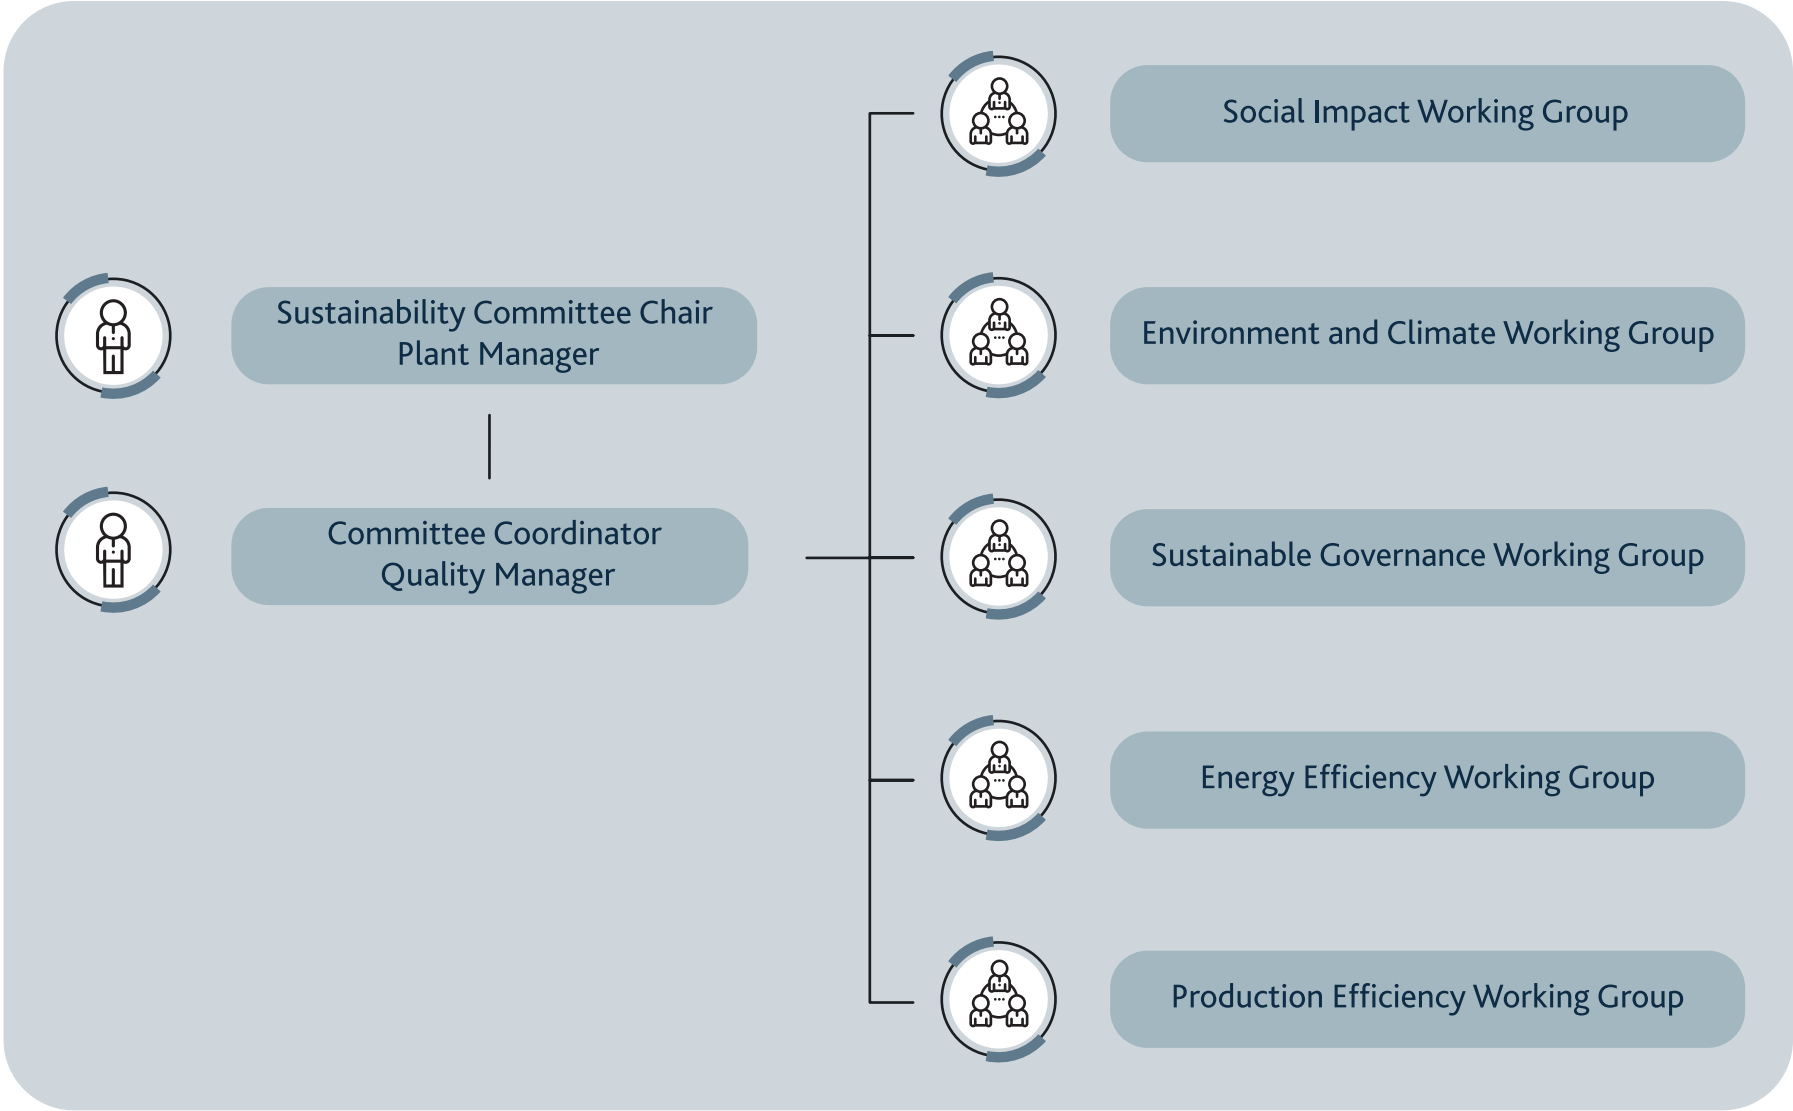 Sustainability Committee Chair
Plant Manager
Committee Coordinator
Quality Manager
Social Impact Working Group
Environment and Climate Working Group
Sustainable Governance Working Group
Energy Efficiency Working Group
Production Efficiency Working Group